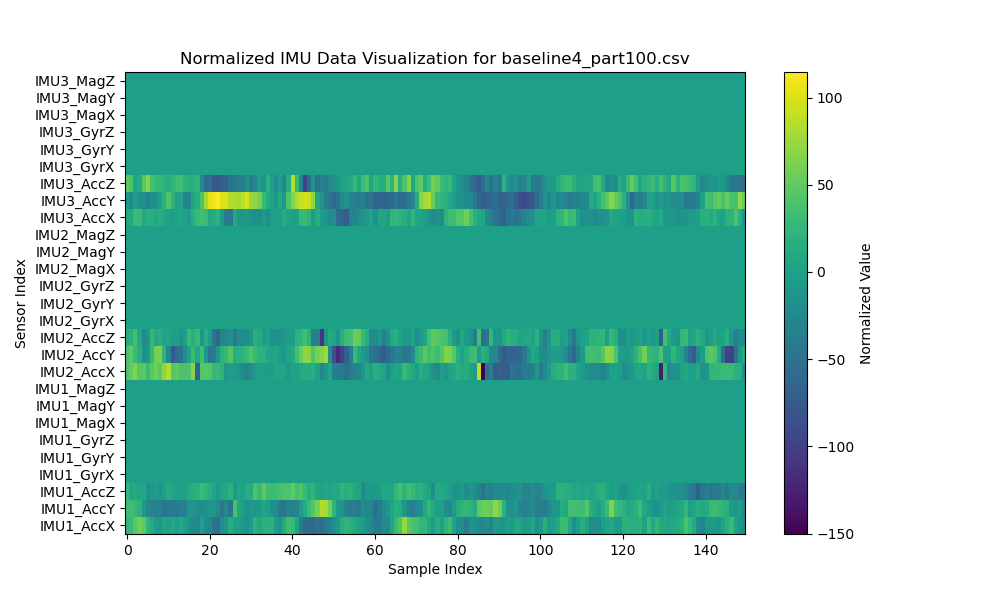 Normalized IMU Data Visualization for baseline4_part100.csv
IMU3_MagZ
IMU3_MagY
IMU3_MagX
IMU3_GyrZ
IMU3_GyrY
IMU3_GyrX
IMU3_AccZ
IMU3_AccY
IMU3_AccX
IMU2_MagZ
IMU2_MagY
IMU2_MagX
IMU2_GyrZ
IMU2_GyrY
IMU2_GyrX
IMU2_AccZ
IMU2_AccY
IMU2_AccX
IMU1_MagZ
IMU1_MagY
IMU1_MagX
IMU1_GyrZ
IMU1_GyrY
IMU1_GyrX
IMU1_AccZ
IMU1_AccY
IMU1_AccX
Sensor Index
0 20 40 60 80 100 120 140
Sample Index
100
50
0
−50
−100
−150
Normalized Value